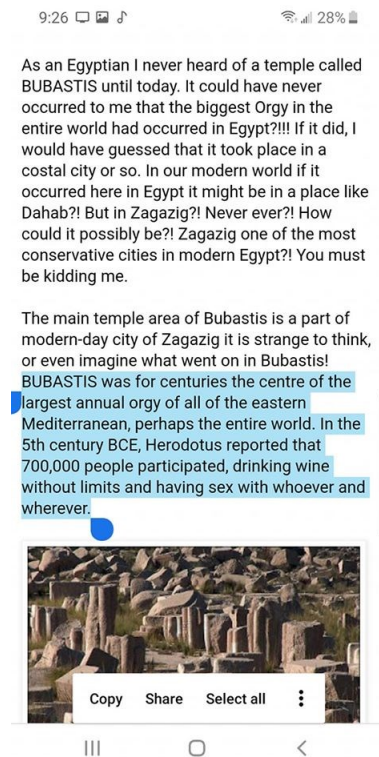 9:26 28%
As an Egyptian I never heard of a temple called
BUBASTIS until today. It could have never
occurred to me that the biggest Orgy in the
entire world had occurred in Egypt?!!! If it did, I
would have guessed that it took place in a
costal city or so. In our modern world if it
occurred here in Egypt it might be in a place like
Dahab?! But in Zagazig?! Never ever?! How
could it possibly be?! Zagazig one of the most
conservative cities in modern Egypt?! You must
be kidding me.
The main temple area of Bubastis is a part of
modern-day city of Zagazig it is strange to think,
or even imagine what went on in Bubastis!
BUBASTIS was for centuries the centre of the
largest annual orgy of all of the eastern
Mediterranean, perhaps the entire world. In the
5th century BCE, Herodotus reported that
700,000 people participated, drinking wine
without limits and having sex with whoever and
wherever.
Copy Share Select all